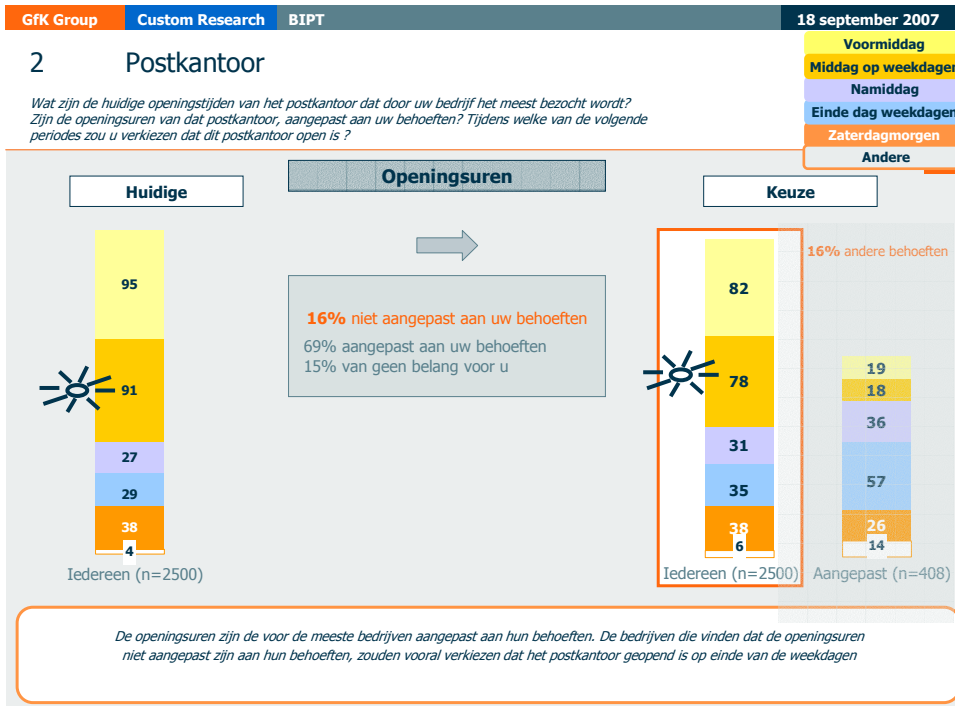 GfK Group Custom Research BIPT 18 september 2007
2 Postkantoor
Wat zijn de huidige openingstijden van het postkantoor dat door uw bedrijf het meest bezocht wordt?
Zijn de openingsuren van dat postkantoor, aangepast aan uw behoeften? Tijdens welke van de volgende
periodes zou u verkiezen dat dit postkantoor open is ?
Voormiddag
Middag op weekdagen
Namiddag
Einde dag weekdagen
Zaterdagmorgen
Andere
Openingsuren
Huidige
95
91
27
29
38
4
Iedereen (n=2500)
16% niet aangepast aan uw behoeften
69% aangepast aan uw behoeften
15% van geen belang voor u
Keuze
82
78
31
35
38
6
Iedereen (n=2500)
16% andere behoeften
19
18
36
57
26
14
Aangepast (n=408)
De openingsuren zijn de voor de meeste bedrijven aangepast aan hun behoeften. De bedrijven die vinden dat de openingsuren
niet aangepast zijn aan hun behoeften, zouden vooral verkiezen dat het postkantoor geopend is op einde van de weekdagen